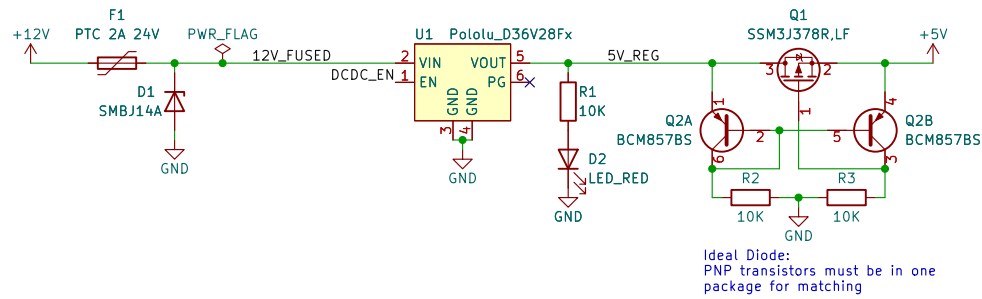 +12V
F1
PTC 2A 24V
PWR_FLAG
12V_FUSED
DCDC_EN
D1
SMBJ14A
GND
U1 Pololu_D36V28Fx
2 VIN VOUT 5
1 EN PG 6
GND GND
3 4
GND
5V_REG
R1
10K
D2
LED_RED
GND
Q1
SSM3J378R,LF
3 2
1
+5V
Q2A
BCM857BS
1
2
6
Q2B
BCM857BS
4
5
3
R2
10K
R3
10K
GND
Ideal Diode:
PNP transistors must be in one
package for matching